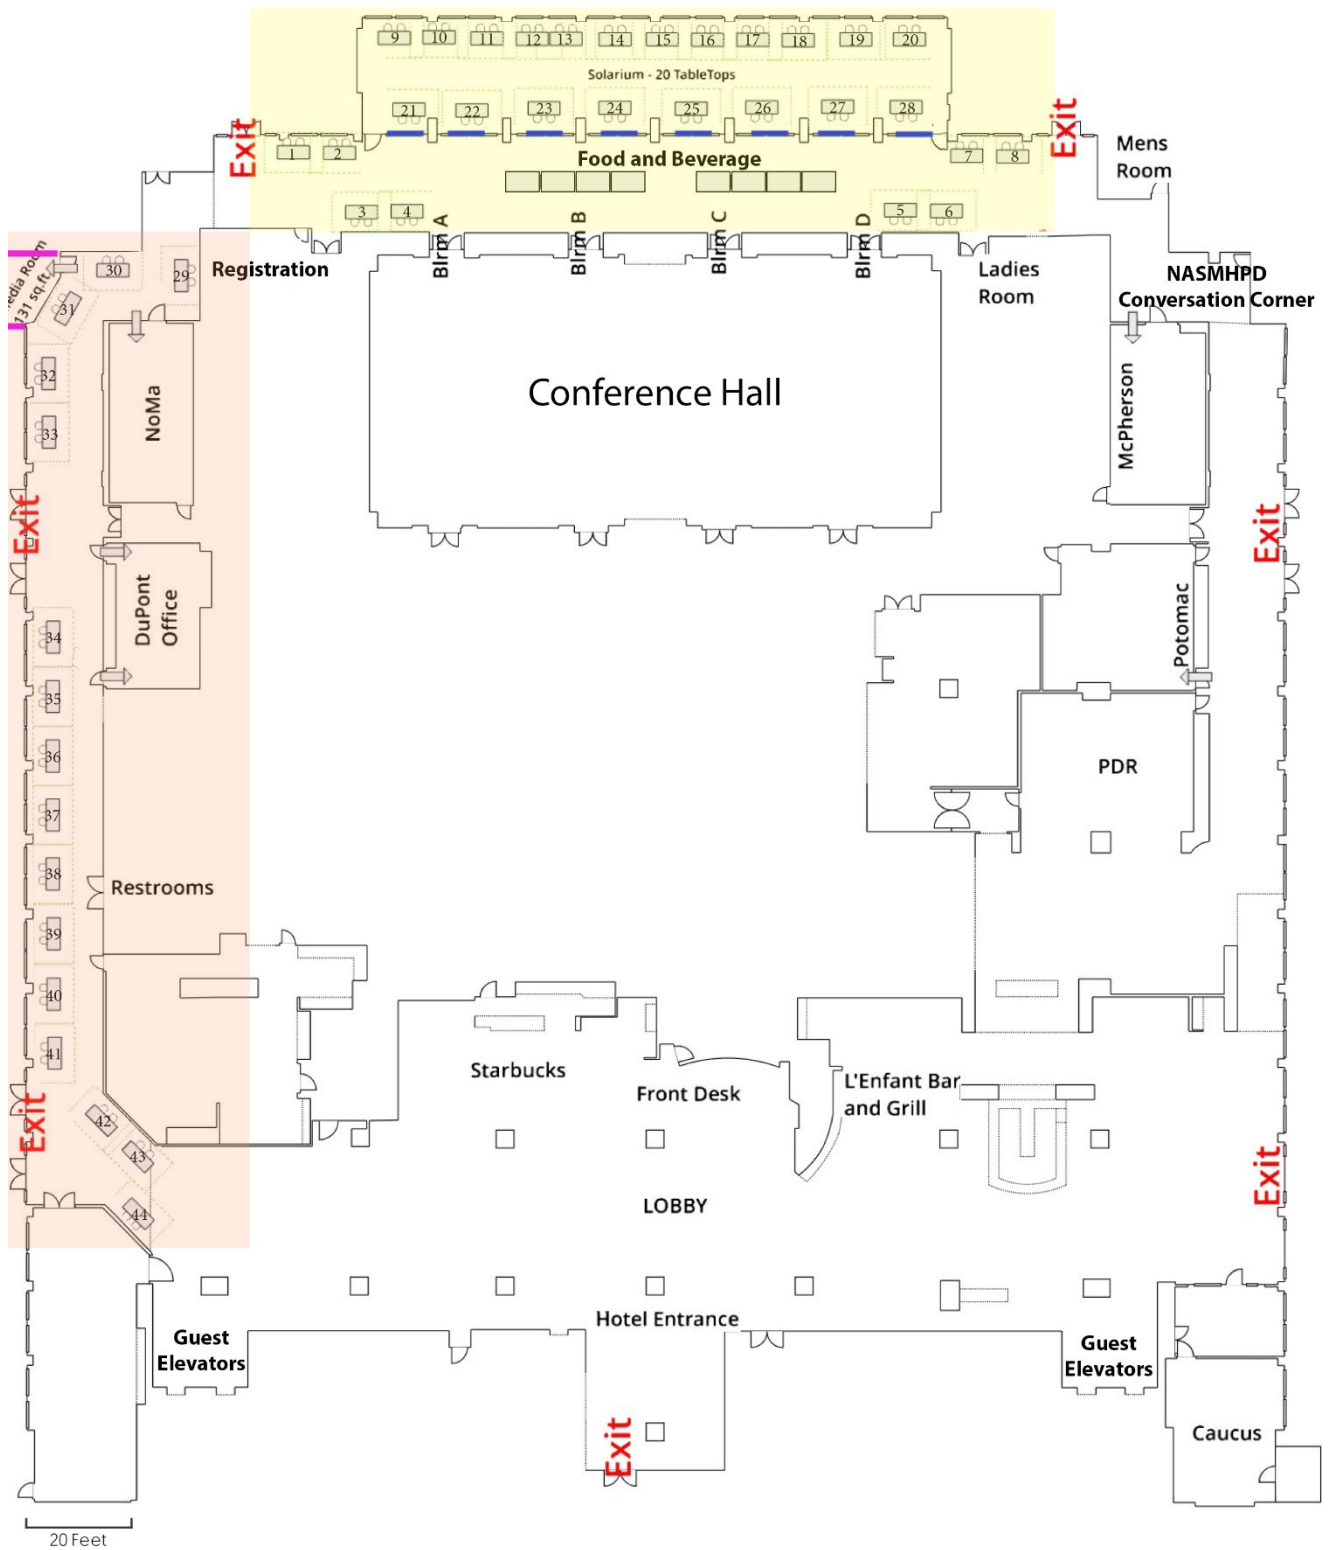 9 10 11 12 13 14 15 16 17 18 19 20
Solarium - 20 TableTops
21 22 23 24 25 26 27 28
Exit
Exit
1 2
Food and Beverage
7 8
Mens
Room
3 4
5 6
Blrm A
Blrm B
Blrm C
Blrm D
Room
131 sq.ft.
30
29
Registration
Ladies
Room
NASMHPD
Conversation Corner
31
32
33
NoMa
Conference Hall
McPherson
Exit
Exit
DuPont
Office
Potomac
34
35
36
37
38
39
40
41
42
43
44
PDR
Restrooms
Starbucks
Front Desk
L'Enfant Bar
and Grill
Exit
Exit
LOBBY
Hotel Entrance
Guest
Elevators
Guest
Elevators
Exit
Caucus
20 Feet